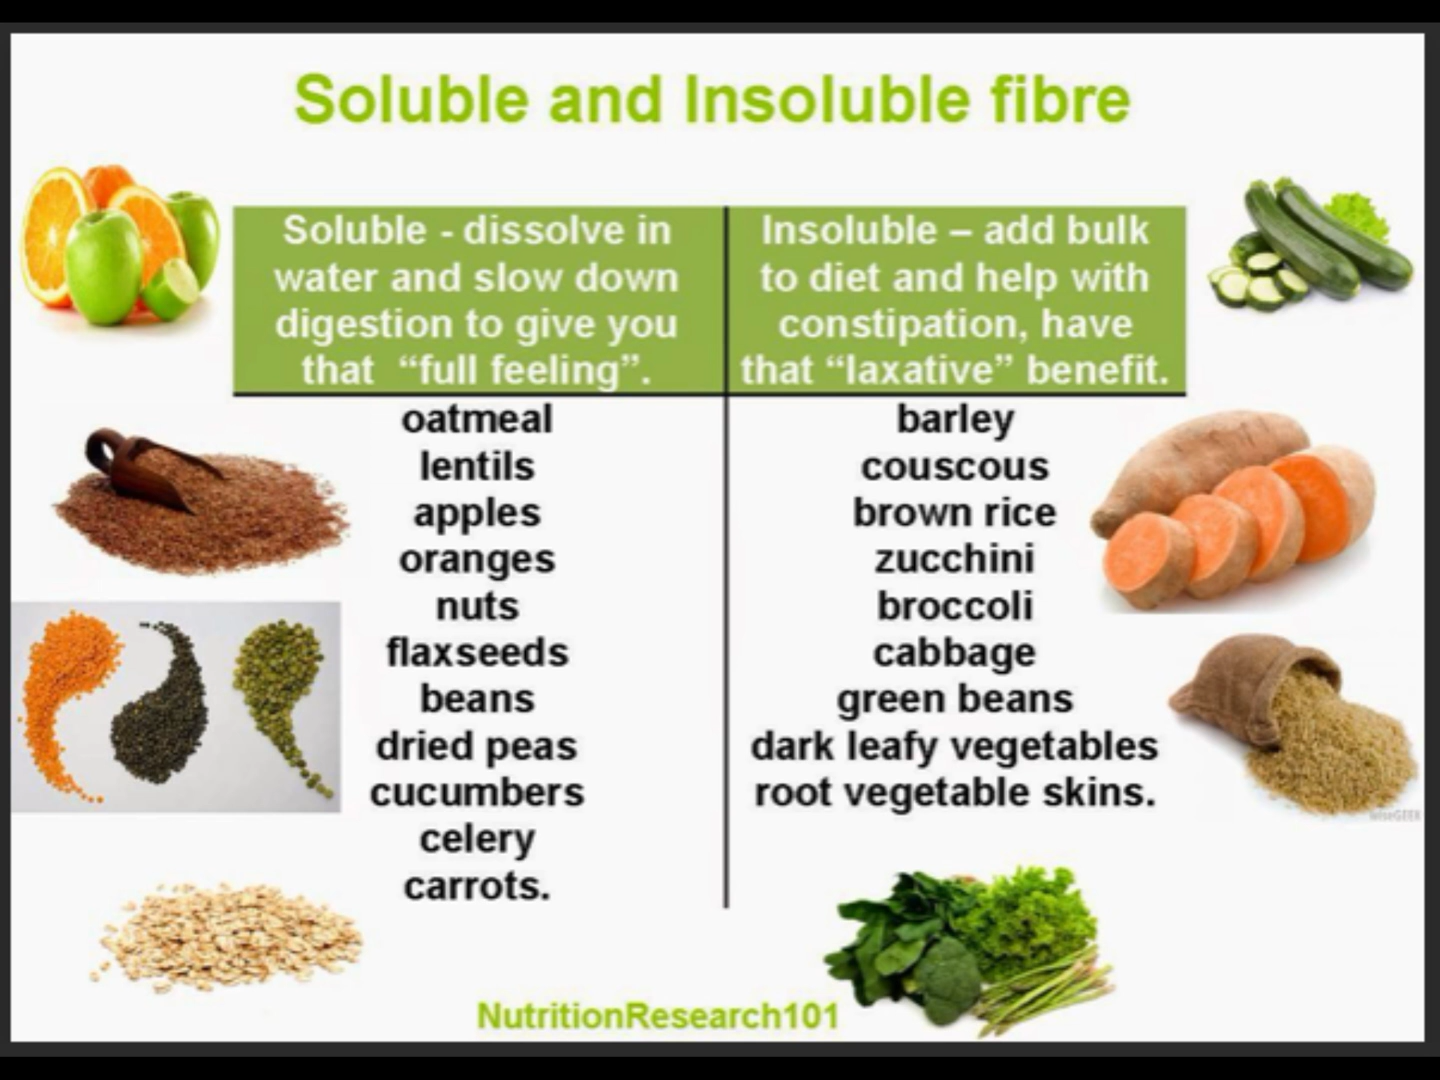 Soluble and Insoluble fibre
Soluble - dissolve in
water and slow down
digestion to give you
that “full feeling”.
oatmeal
lentils
apples
oranges
nuts
flaxseeds
beans
dried peas
cucumbers
celery
carrots.
Insoluble – add bulk
to diet and help with
constipation, have
that “laxative” benefit.
barley
couscous
brown rice
zucchini
broccoli
cabbage
green beans
dark leafy vegetables
root vegetable skins.
wiseGEEK
NutritionResearch101